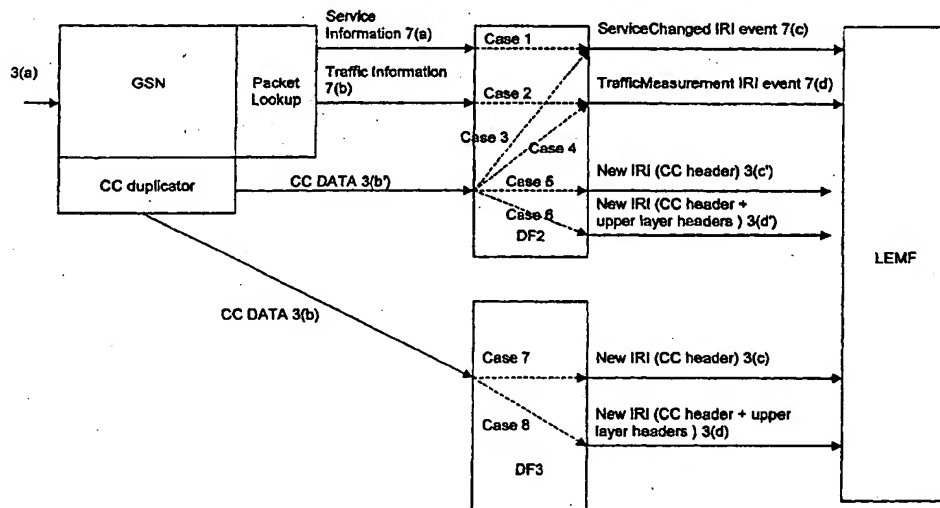 Service
Information 7(a)
Case 1
ServiceChanged IRI event 7(c)
3(a)
GSN
Packet
Lookup
Traffic Information
7(b)
Case 2
TrafficMeasurement IRI event 7(d)
Case 3
Case 4
CC duplicator
CC DATA 3(b')
Case 5
New IRI (CC header) 3(c')
Case 6
New IRI (CC header +
upper layer headers ) 3(d')
DF2
LEMF
CC DATA 3(b)
Case 7
New IRI (CC header) 3(c)
Case 8
New IRI (CC header + upper
layer headers ) 3(d)
DF3